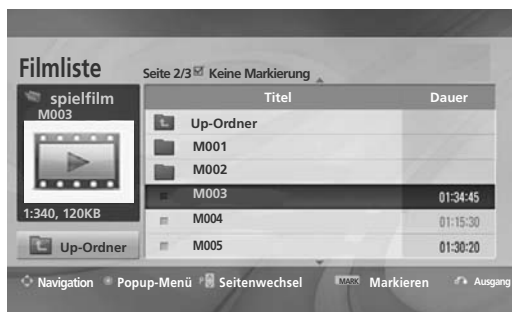 Filmliste
Seite 2/3 Keine Markierung
spielfilm
M003
1:340, 120KB
Up-Ordner
Titel Dauer
Up-Ordner
M001
M002
M003 01:34:45
M004 01:15:30
M005 01:30:20
Navigation Popup-Menü P Seitenwechsel MARK Markieren Ausgang